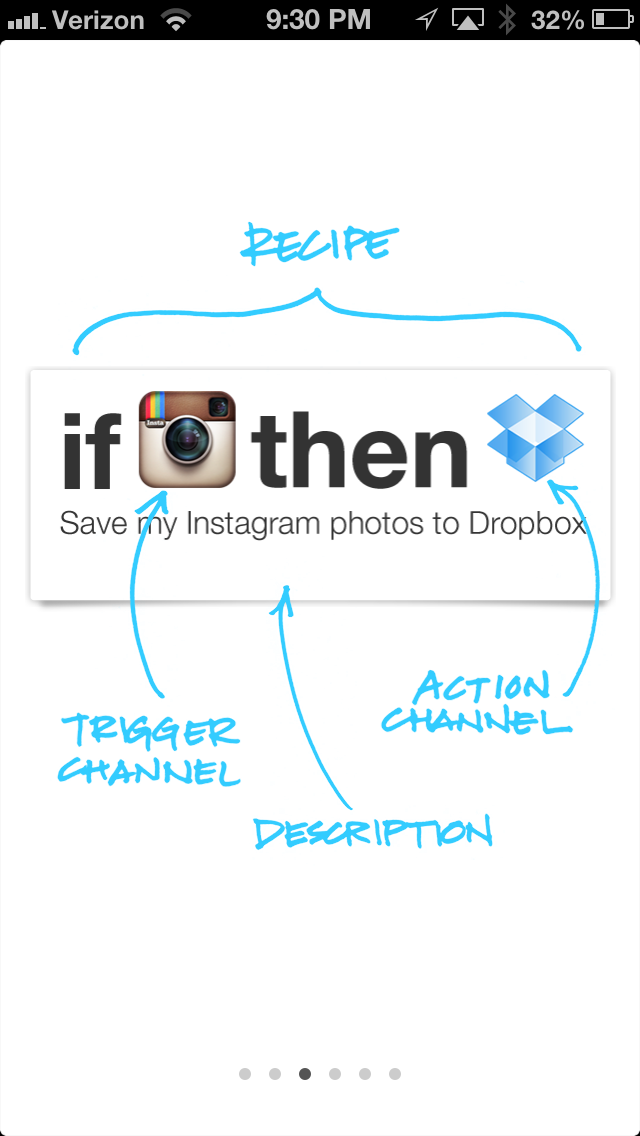 Verizon 9:30 PM 32%
RECIPE
if Insta then
Save my Instagram photos to Dropbox
ACTION
CHANNEL
TRIGGER
CHANNEL
DESCRIPTION